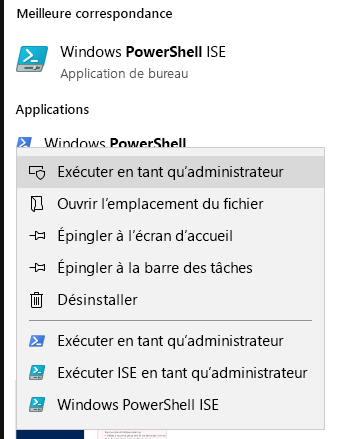 Meilleure correspondance
Windows PowerShell ISE
Application de bureau
Applications
Windows PowerShell
Exécuter en tant qu'administrateur
Ouvrir l'emplacement du fichier
Épingler à l'écran d'accueil
Épingler à la barre des tâches
Désinstaller
Exécuter en tant qu'administrateur
Exécuter ISE en tant qu'administrateur
Windows PowerShell ISE